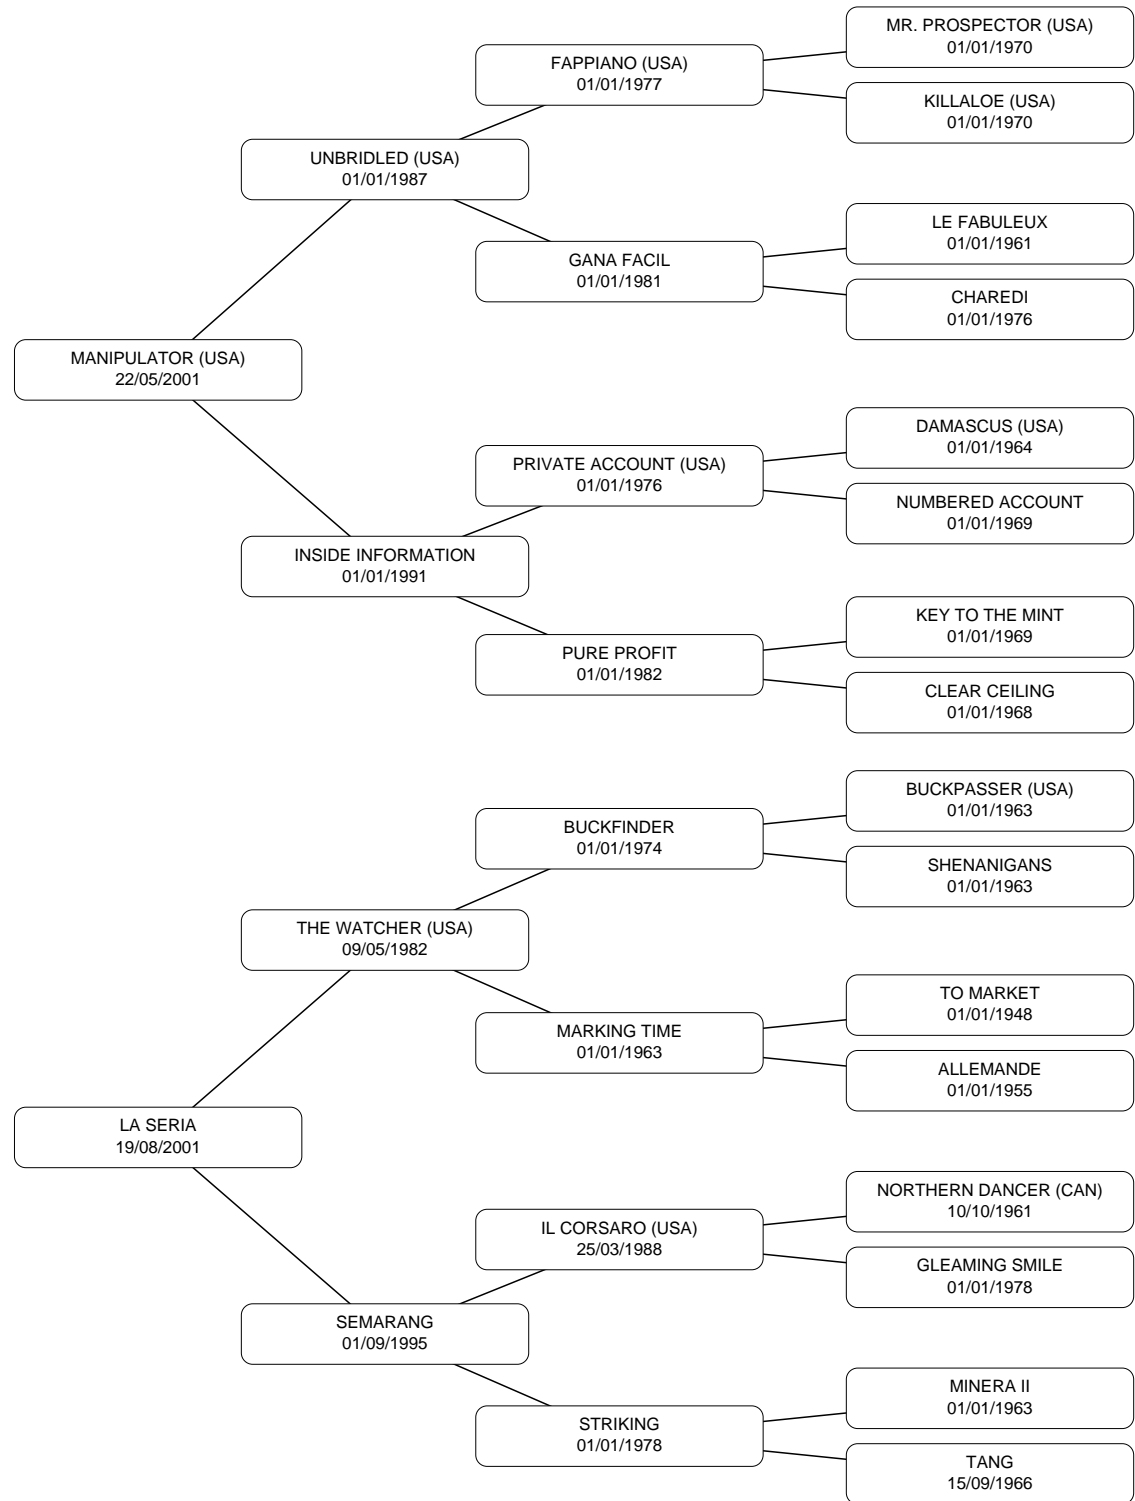 MR. PROSPECTOR (USA)
01/01/1970
FAPPIANO (USA)
01/01/1977
KILLALOE (USA)
01/01/1970
UNBRIDLED (USA)
01/01/1987
LE FABULEUX
01/01/1961
GANA FACIL
01/01/1981
CHAREDI
01/01/1976
MANIPULATOR (USA)
22/05/2001
DAMASCUS (USA)
01/01/1964
PRIVATE ACCOUNT (USA)
01/01/1976
NUMBERED ACCOUNT
01/01/1969
INSIDE INFORMATION
01/01/1991
KEY TO THE MINT
01/01/1969
PURE PROFIT
01/01/1982
CLEAR CEILING
01/01/1968
BUCKPASSER (USA)
01/01/1963
BUCKFINDER
01/01/1974
SHENANIGANS
01/01/1963
THE WATCHER (USA)
09/05/1982
TO MARKET
01/01/1948
MARKING TIME
01/01/1963
ALLEMANDE
01/01/1955
LA SERIA
19/08/2001
NORTHERN DANCER (CAN)
10/10/1961
IL CORSARO (USA)
25/03/1988
GLEAMING SMILE
01/01/1978
SEMARANG
01/09/1995
MINERA II
01/01/1963
STRIKING
01/01/1978
TANG
15/09/1966